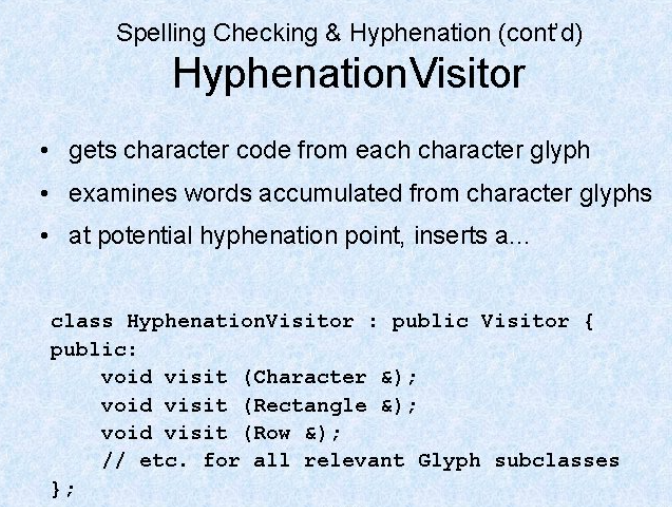 Spelling Checking & Hyphenation (cont'd)
HyphenationVisitor
• gets character code from each character glyph
• examines words accumulated from character glyphs
• at potential hyphenation point, inserts a...
class HyphenationVisitor : public Visitor {
public:
    void visit (Character &);
    void visit (Rectangle &);
    void visit (Row &);
    // etc. for all relevant Glyph subclasses
};